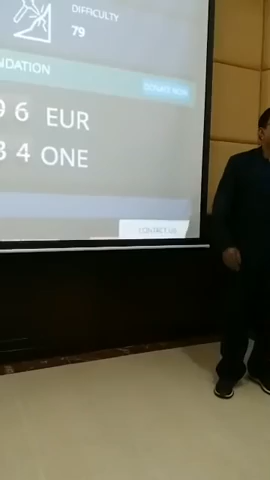 DIFFICULTY
79
NDATION
DONATE NOW
9 6 EUR
3 4 ONE
CONTACT US